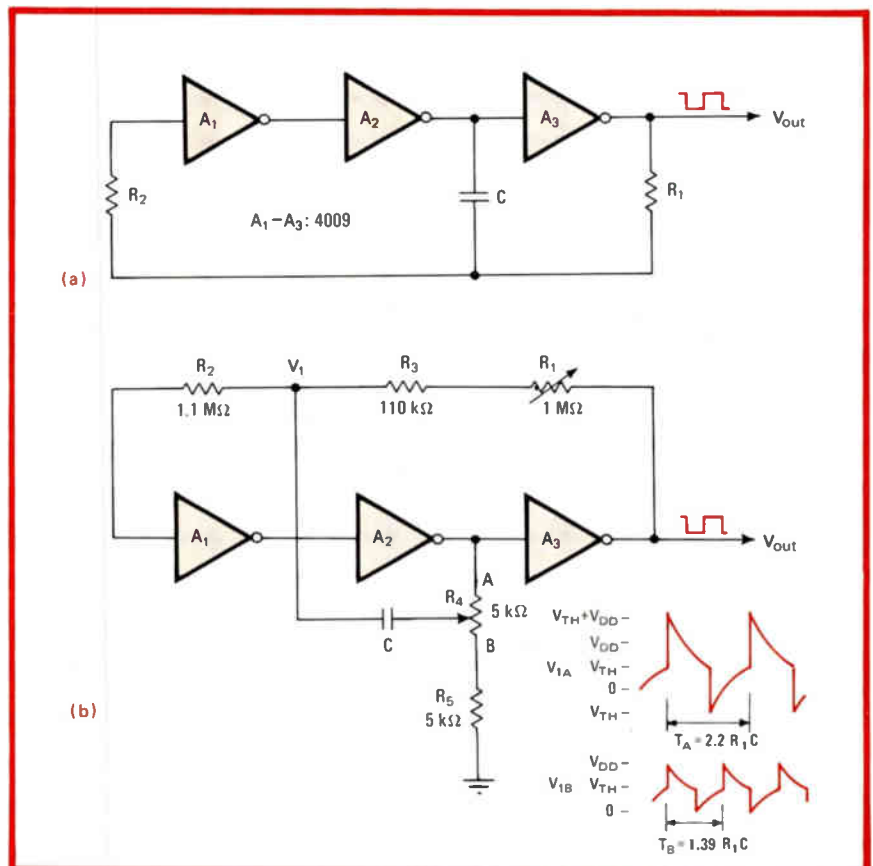 A₁ A₂ A₃ Vout
R₂ C R₁
A₁–A₃: 4009
(a)
R₂ V₁ R₃ R₁
1.1 MΩ 110 kΩ 1 MΩ
A₁ A₂ A₃ Vout
A
R₄ 5 kΩ
C B
R₅
5 kΩ
(b)
VTH+VDD –
VDD –
V1A VTH –
0 –
– VTH –
TA = 2.2 R₁C
VDD –
V1B VTH –
0 –
TB = 1.39 R₁C